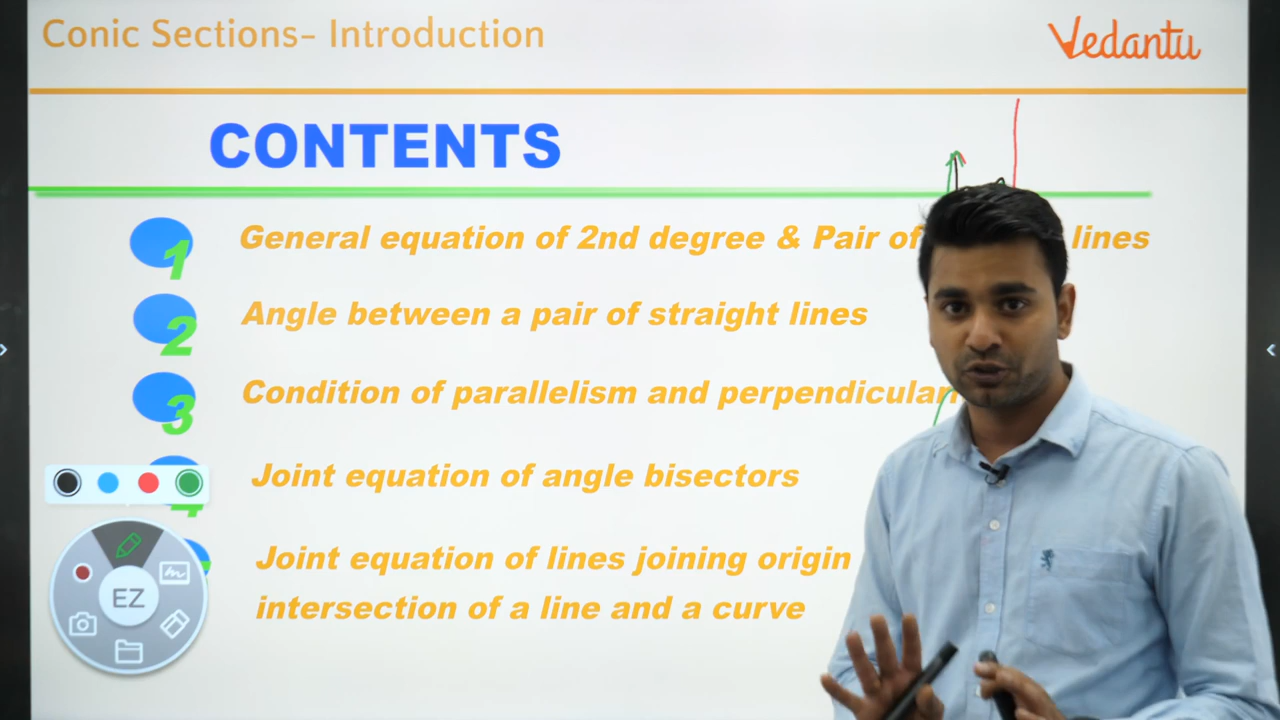 Conic Sections- Introduction
Vedantu
CONTENTS
1 General equation of 2nd degree & Pair of lines
2 Angle between a pair of straight lines
3 Condition of parallelism and
4 Joint equation of angle bisectors
Joint equation of lines joining origin
intersection of a line and a curve
EZ